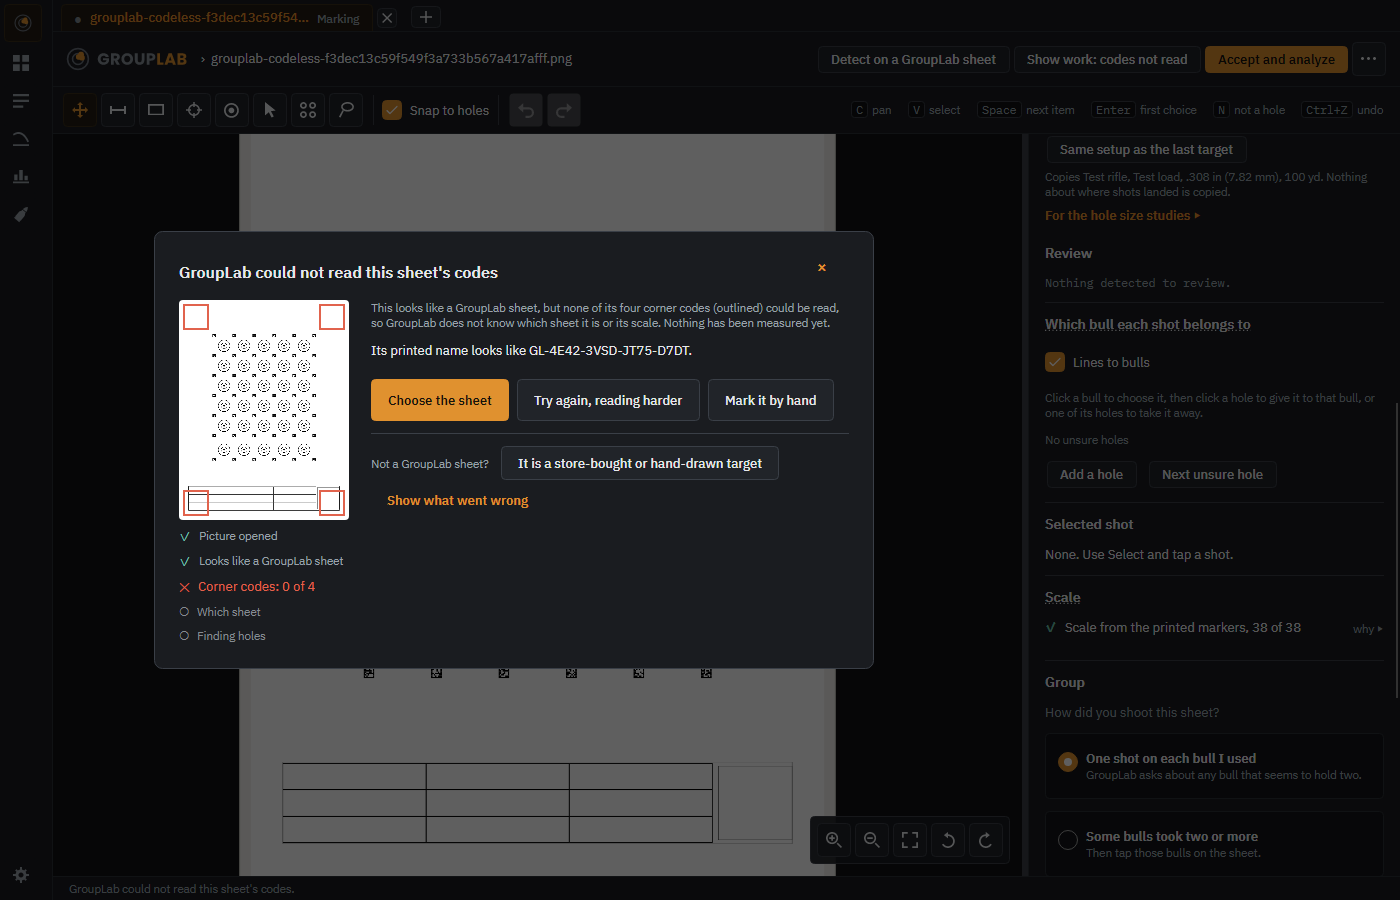 grouplab-codeless-f3dec13c59f54... Marking
GROUPLAB › grouplab-codeless-f3dec13c59f549f3a733b567a417afff.png
Detect on a GroupLab sheet
Show work: codes not read
Accept and analyze
Snap to holes
C pan
V select
Space next item
Enter first choice
N not a hole
Ctrl+Z undo
GroupLab could not read this sheet's codes
This looks like a GroupLab sheet, but none of its four corner codes (outlined) could be read,
so GroupLab does not know which sheet it is or its scale. Nothing has been measured yet.
Its printed name looks like GL-4E42-3VSD-JT75-D7DT.
Choose the sheet
Try again, reading harder
Mark it by hand
Not a GroupLab sheet?
It is a store-bought or hand-drawn target
Show what went wrong
Picture opened
Looks like a GroupLab sheet
Corner codes: 0 of 4
Which sheet
Finding holes
Same setup as the last target
Copies Test rifle, Test load, .308 in (7.82 mm), 100 yd. Nothing
about where shots landed is copied.
For the hole size studies
Review
Nothing detected to review.
Which bull each shot belongs to
Lines to bulls
Click a bull to choose it, then click a hole to give it to that bull, or
one of its holes to take it away.
No unsure holes
Add a hole
Next unsure hole
Selected shot
None. Use Select and tap a shot.
Scale
Scale from the printed markers, 38 of 38
why
Group
How did you shoot this sheet?
One shot on each bull I used
GroupLab asks about any bull that seems to hold two.
Some bulls took two or more
Then tap those bulls on the sheet.
GroupLab could not read this sheet's codes.